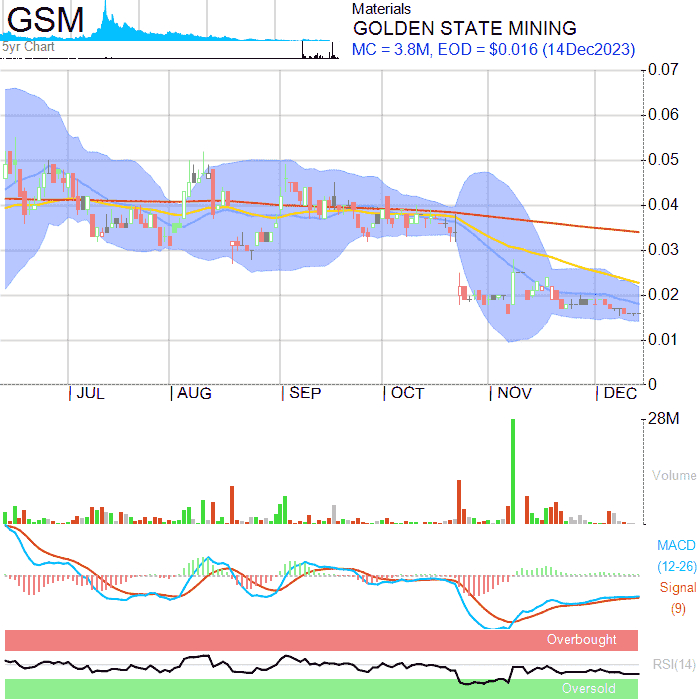 GSM
5yr Chart
Materials
GOLDEN STATE MINING
MC = 3.8M, EOD = $0.016 (14Dec2023)
0.07
0.06
0.05
0.04
0.03
0.02
0.01
0
JUL AUG SEP OCT NOV DEC
28M
Volume
MACD
(12-26)
Signal
(9)
Overbought
RSI(14)
Oversold